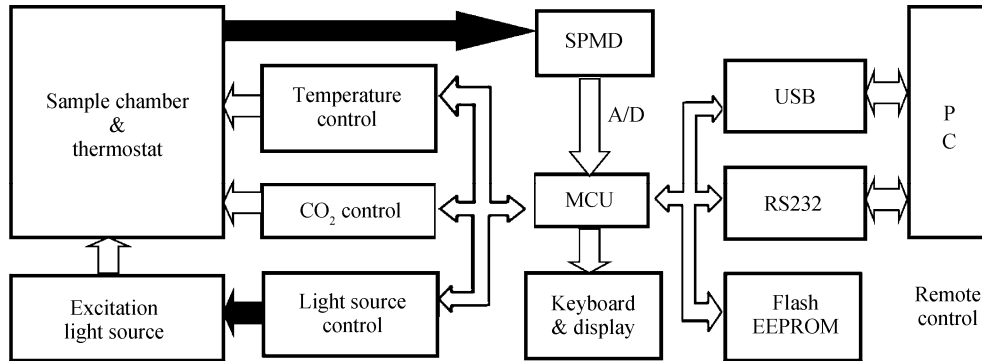 Sample chamber
&
thermostat
Temperature
control
CO₂ control
Excitation
light source
Light source
control
SPMD
A/D
MCU
Keyboard
& display
USB
RS232
Flash
EEPROM
P
C
Remote
control